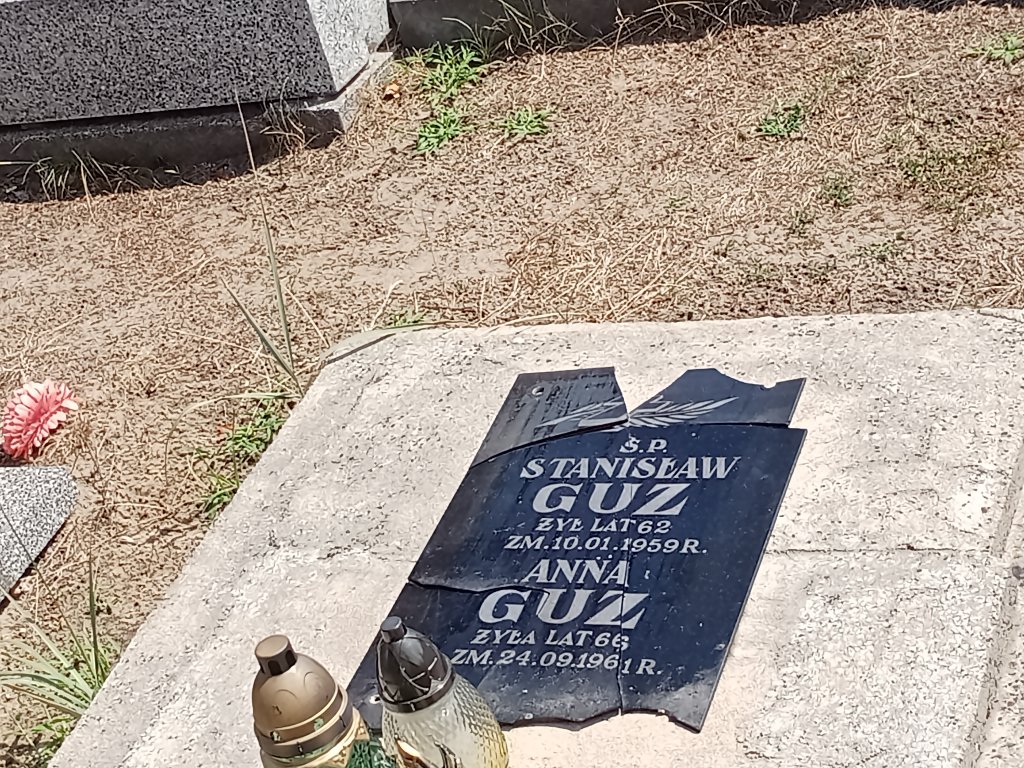 Ś.P.
STANISŁAW
GUZ
ŻYŁ LAT 62
ZM.10.01.1959 R.
ANNA
GUZ
ŻYŁA LAT 66
ZM.24.09.1961 R.